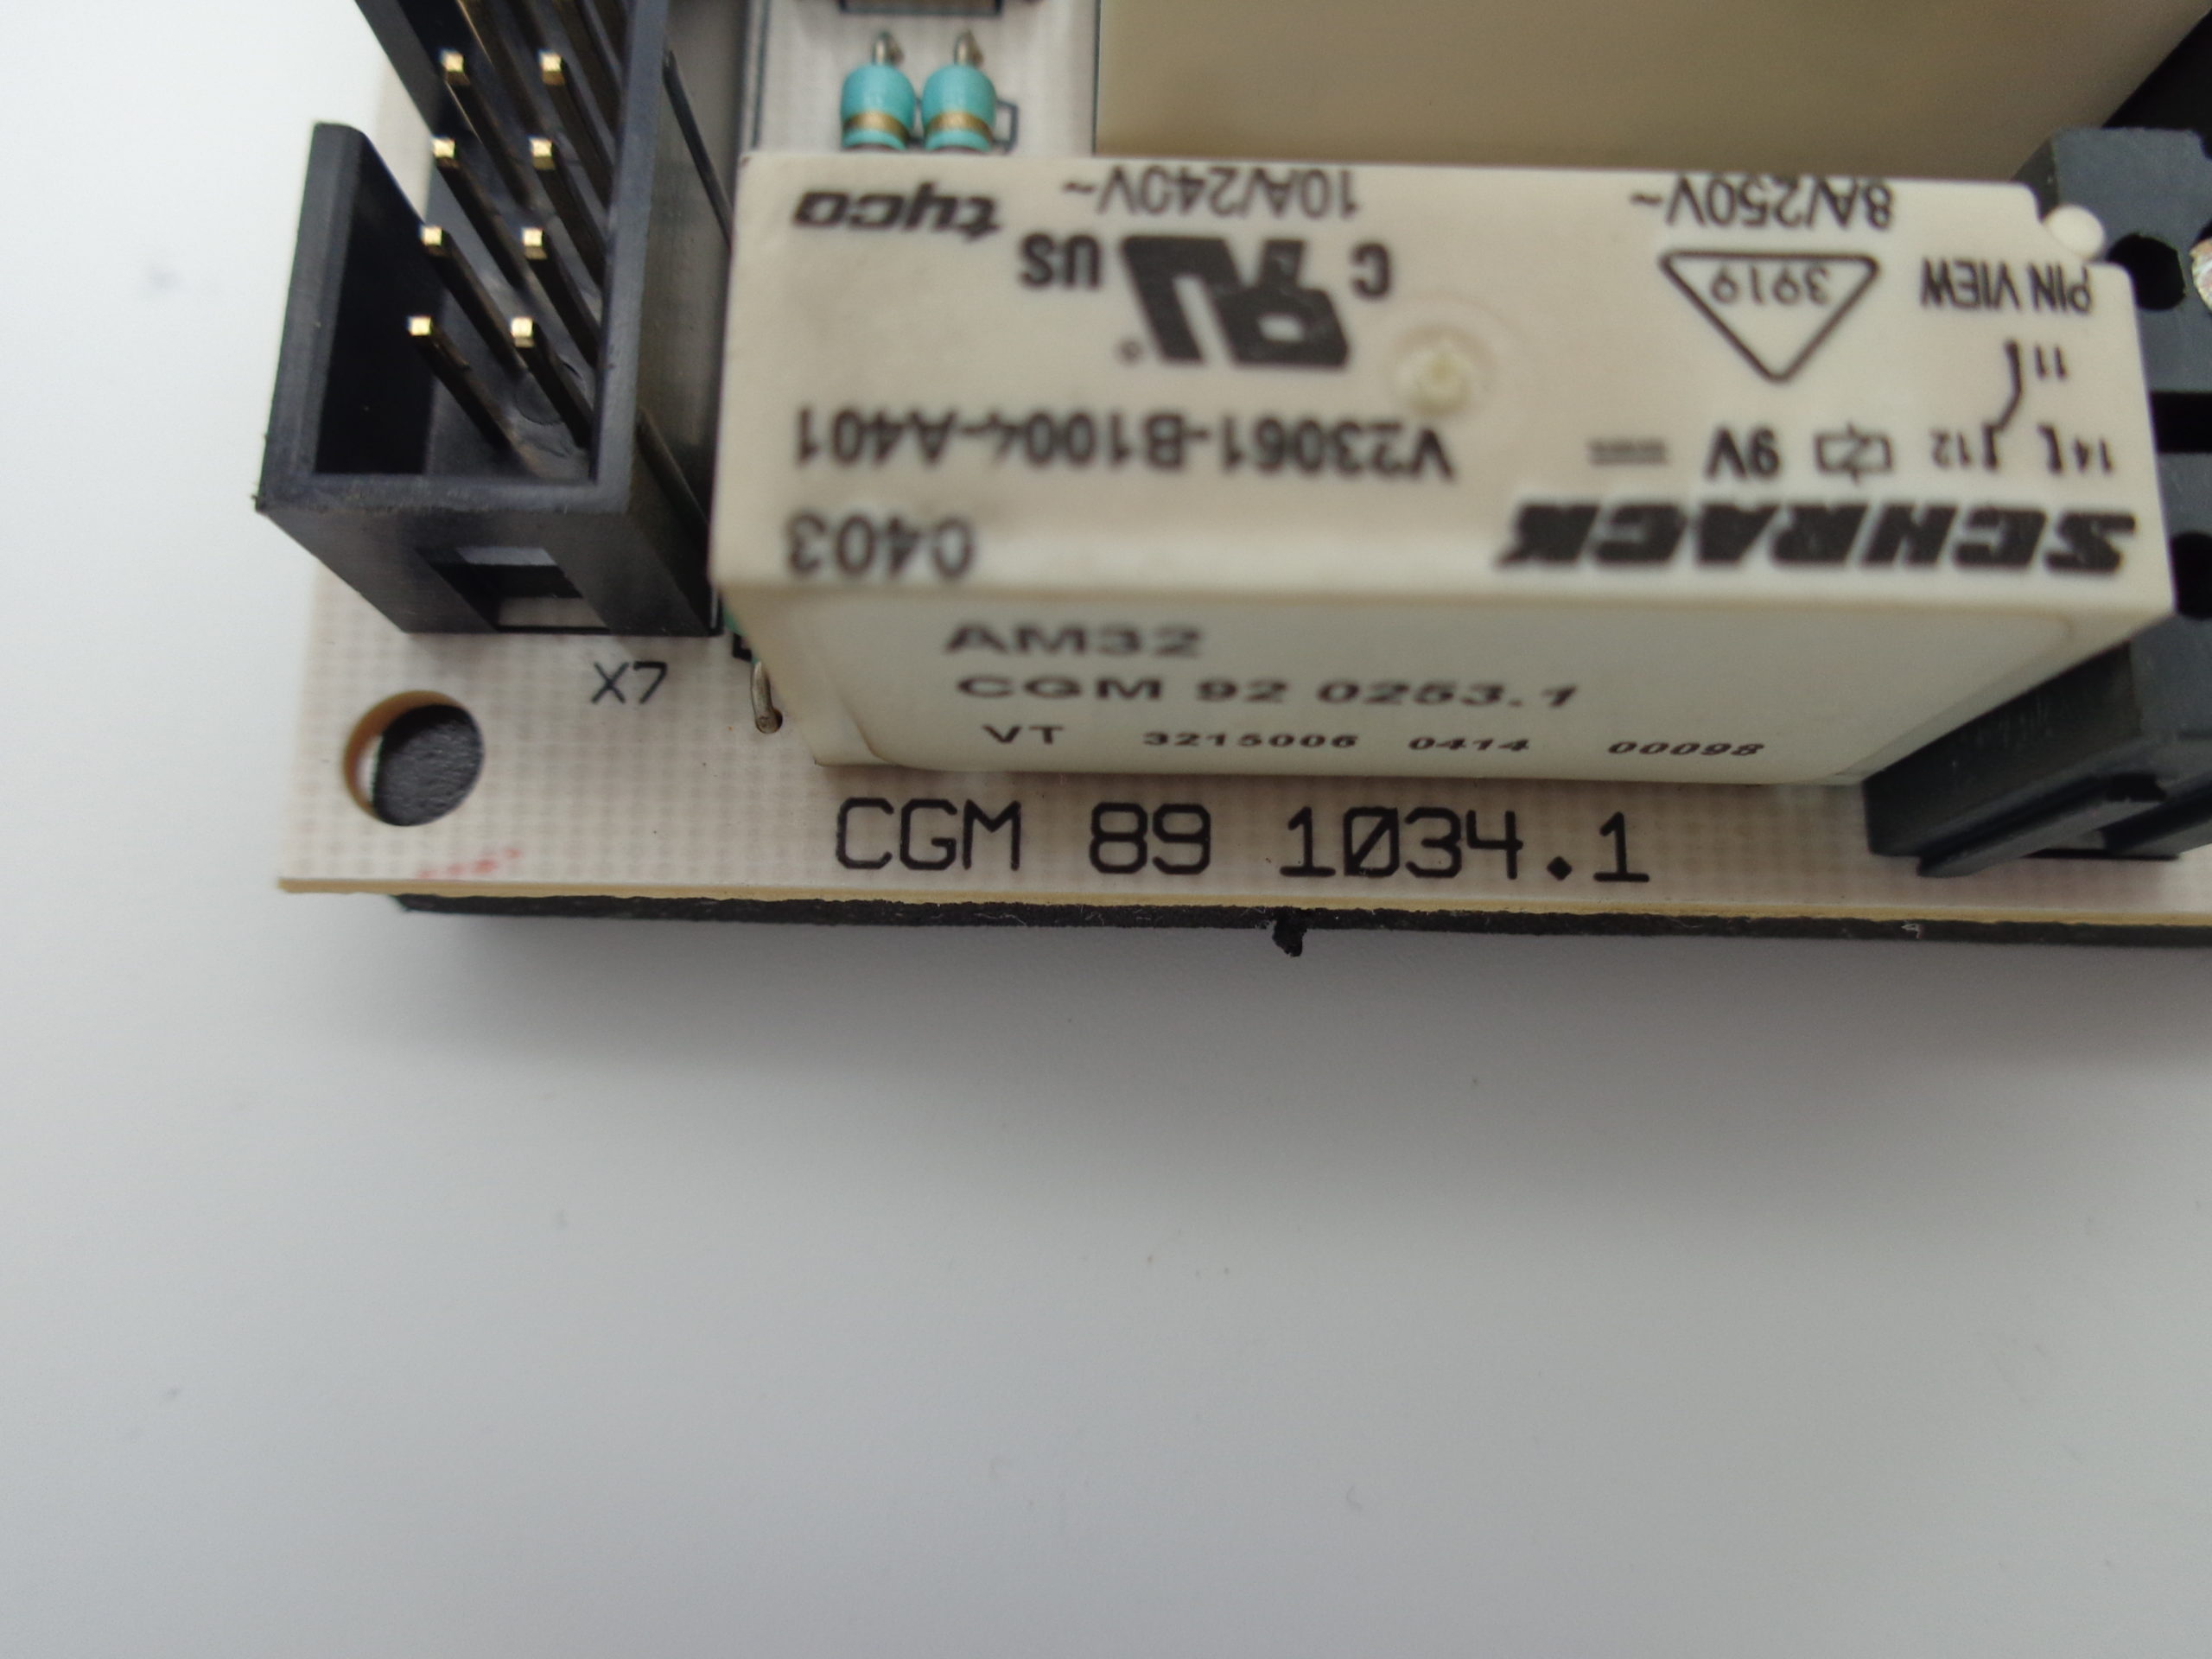 SCHRACK
0403
14 12 9V
V23061-B1004-A401
11
3919
PIN VIEW
C RU US
®
8A/250V~
10A/240V~
tyco
AM32
CGM 92 0253.1
VT 3215006 0414 00098
X7
CGM 89 1034.1